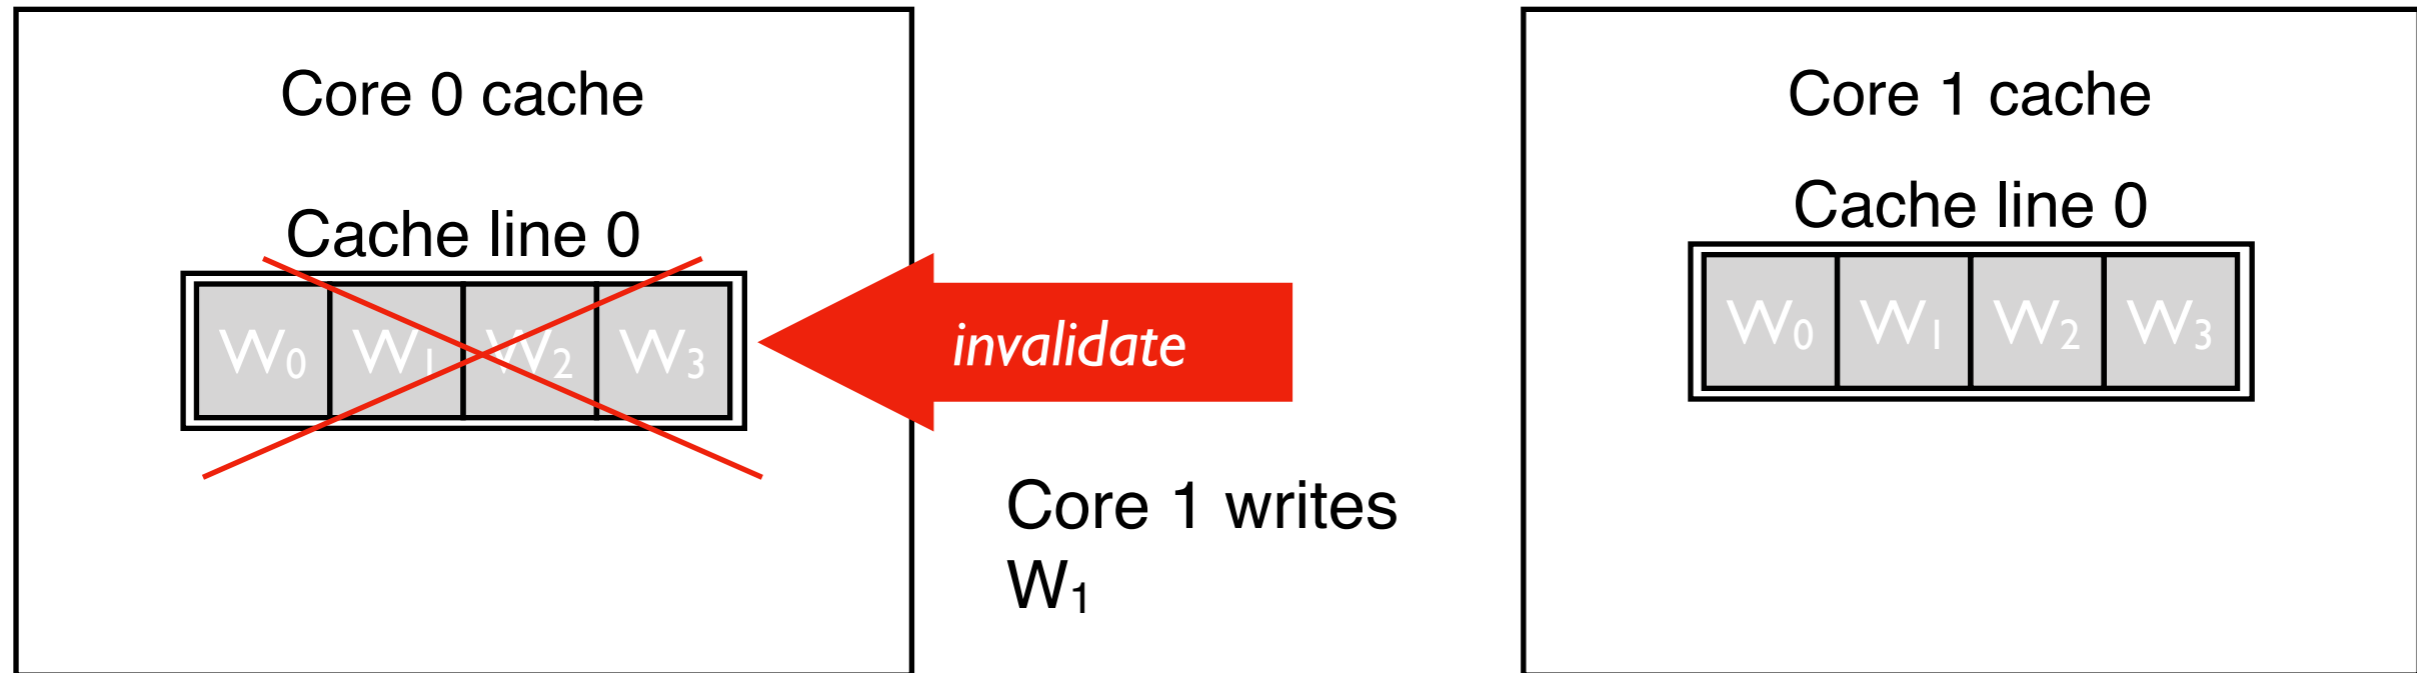 Core 0 cache
Cache line 0
W₀ W₁ W₂ W₃
invalidate
Core 1 writes
W₁
Core 1 cache
Cache line 0
W₀ W₁ W₂ W₃